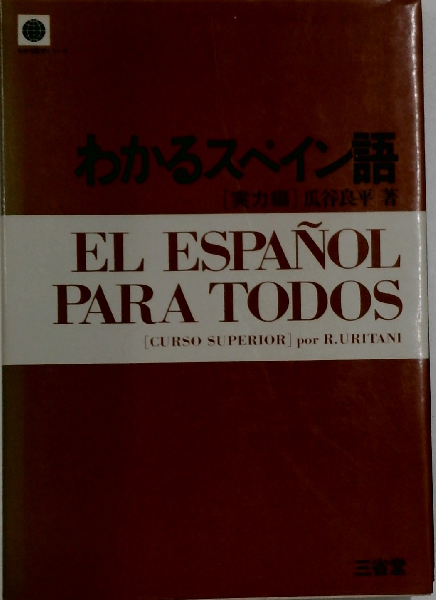 わかるスペイン語
[実力編] 瓜谷良平 著
EL ESPAÑOL
PARA TODOS
[CURSO SUPERIOR] por R. URITANI
三省堂